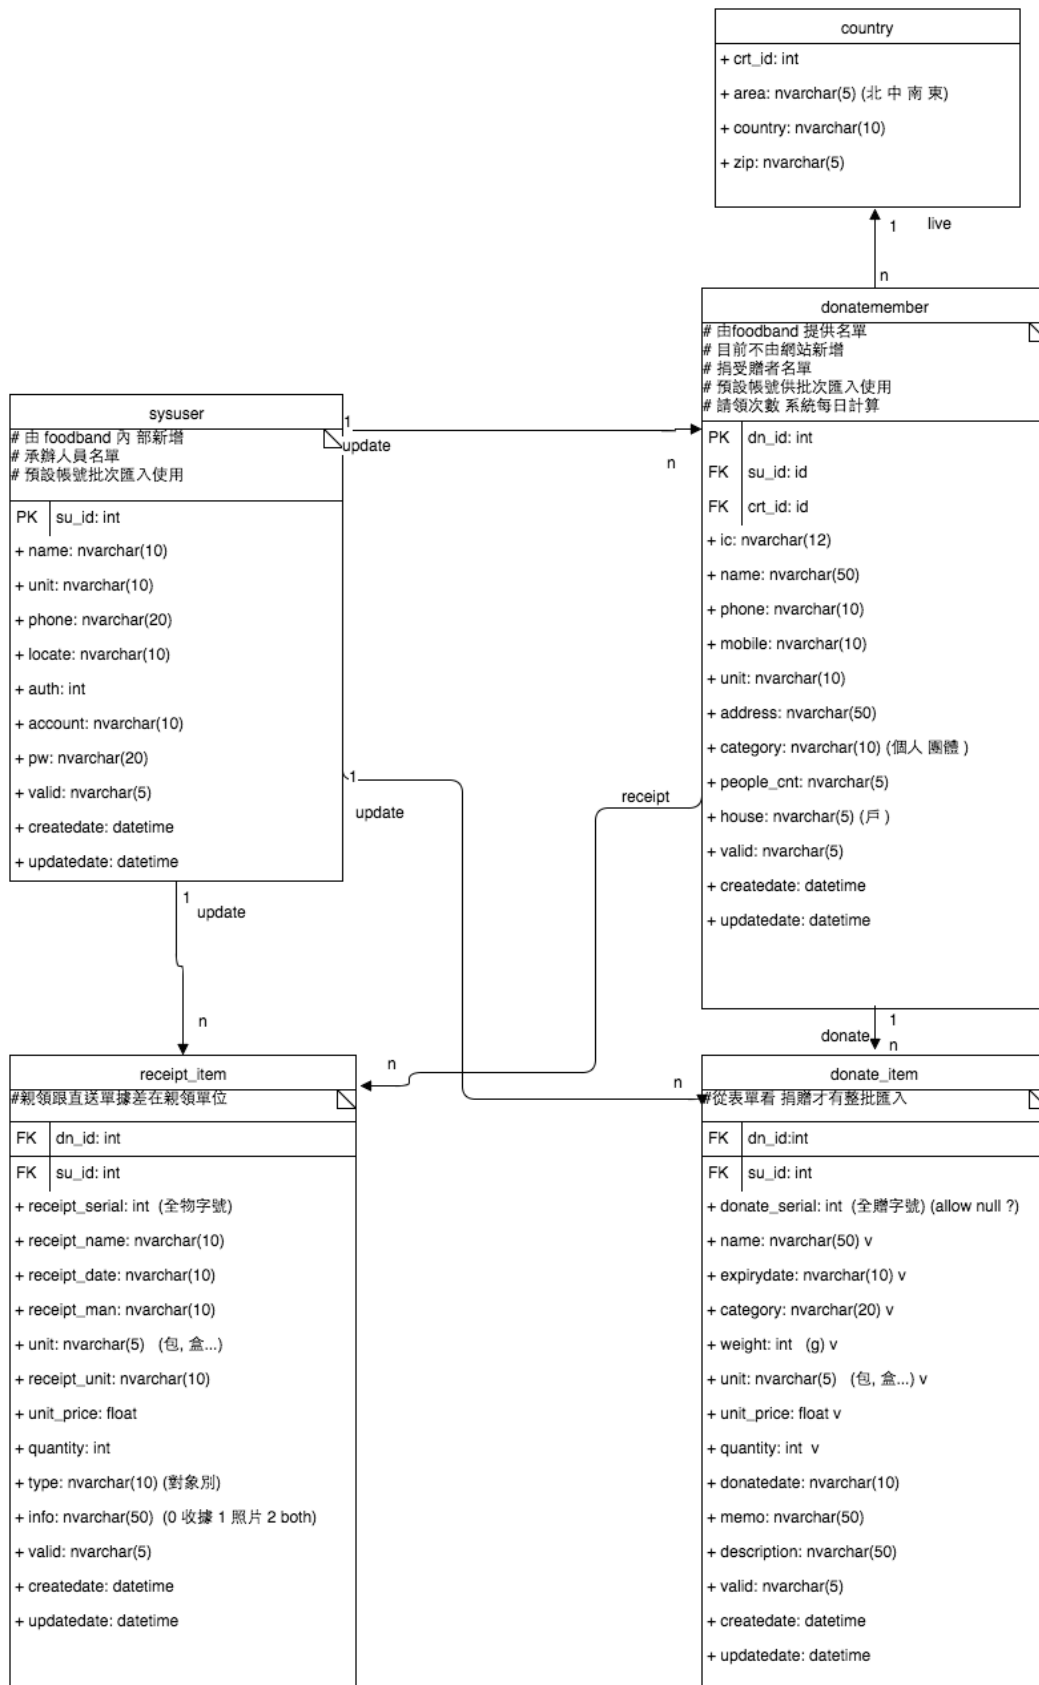 country
+ crt_id: int
+ area: nvarchar(5) (北 中 南 東)
+ country: nvarchar(10)
+ zip: nvarchar(5)
1 live
n
donatemember
# 由foodband 提供名單
# 目前不由網站新增
# 捐受贈者名單
# 預設帳號供批次匯入使用
# 請領次數 系統每日計算
PK dn_id: int
FK su_id: id
FK crt_id: id
+ ic: nvarchar(12)
+ name: nvarchar(50)
+ phone: nvarchar(10)
+ mobile: nvarchar(10)
+ unit: nvarchar(10)
+ address: nvarchar(50)
+ category: nvarchar(10) (個人 團體 )
+ people_cnt: nvarchar(5)
+ house: nvarchar(5) (戶 )
+ valid: nvarchar(5)
+ createdate: datetime
+ updatedate: datetime
sysuser
# 由 foodband 內 部新增
# 承辦人員名單
# 預設帳號批次匯入使用
PK su_id: int
+ name: nvarchar(10)
+ unit: nvarchar(10)
+ phone: nvarchar(20)
+ locate: nvarchar(10)
+ auth: int
+ account: nvarchar(10)
+ pw: nvarchar(20)
+ valid: nvarchar(5)
+ createdate: datetime
+ updatedate: datetime
1
update
n
1
update
receipt
1
update
n
n
n
1
donate
n
receipt_item
#親領跟直送單據差在親領單位
FK dn_id: int
FK su_id: int
+ receipt_serial: int (全物字號)
+ receipt_name: nvarchar(10)
+ receipt_date: nvarchar(10)
+ receipt_man: nvarchar(10)
+ unit: nvarchar(5) (包, 盒...)
+ receipt_unit: nvarchar(10)
+ unit_price: float
+ quantity: int
+ type: nvarchar(10) (對象別)
+ info: nvarchar(50) (0 收據 1 照片 2 both)
+ valid: nvarchar(5)
+ createdate: datetime
+ updatedate: datetime
donate_item
#從表單看 捐贈才有整批匯入
FK dn_id:int
FK su_id: int
+ donate_serial: int (全贈字號) (allow null ?)
+ name: nvarchar(50) v
+ expirydate: nvarchar(10) v
+ category: nvarchar(20) v
+ weight: int (g) v
+ unit: nvarchar(5) (包, 盒...) v
+ unit_price: float v
+ quantity: int v
+ donatedate: nvarchar(10)
+ memo: nvarchar(50)
+ description: nvarchar(50)
+ valid: nvarchar(5)
+ createdate: datetime
+ updatedate: datetime